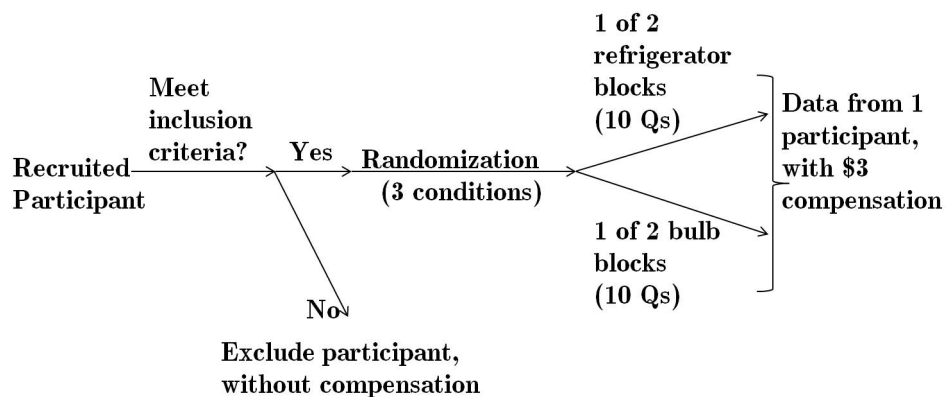 Recruited
Participant
Meet
inclusion
criteria?
Yes
No
Exclude participant,
without compensation
Randomization
(3 conditions)
1 of 2
refrigerator
blocks
(10 Qs)
1 of 2 bulb
blocks
(10 Qs)
Data from 1
participant,
with $3
compensation